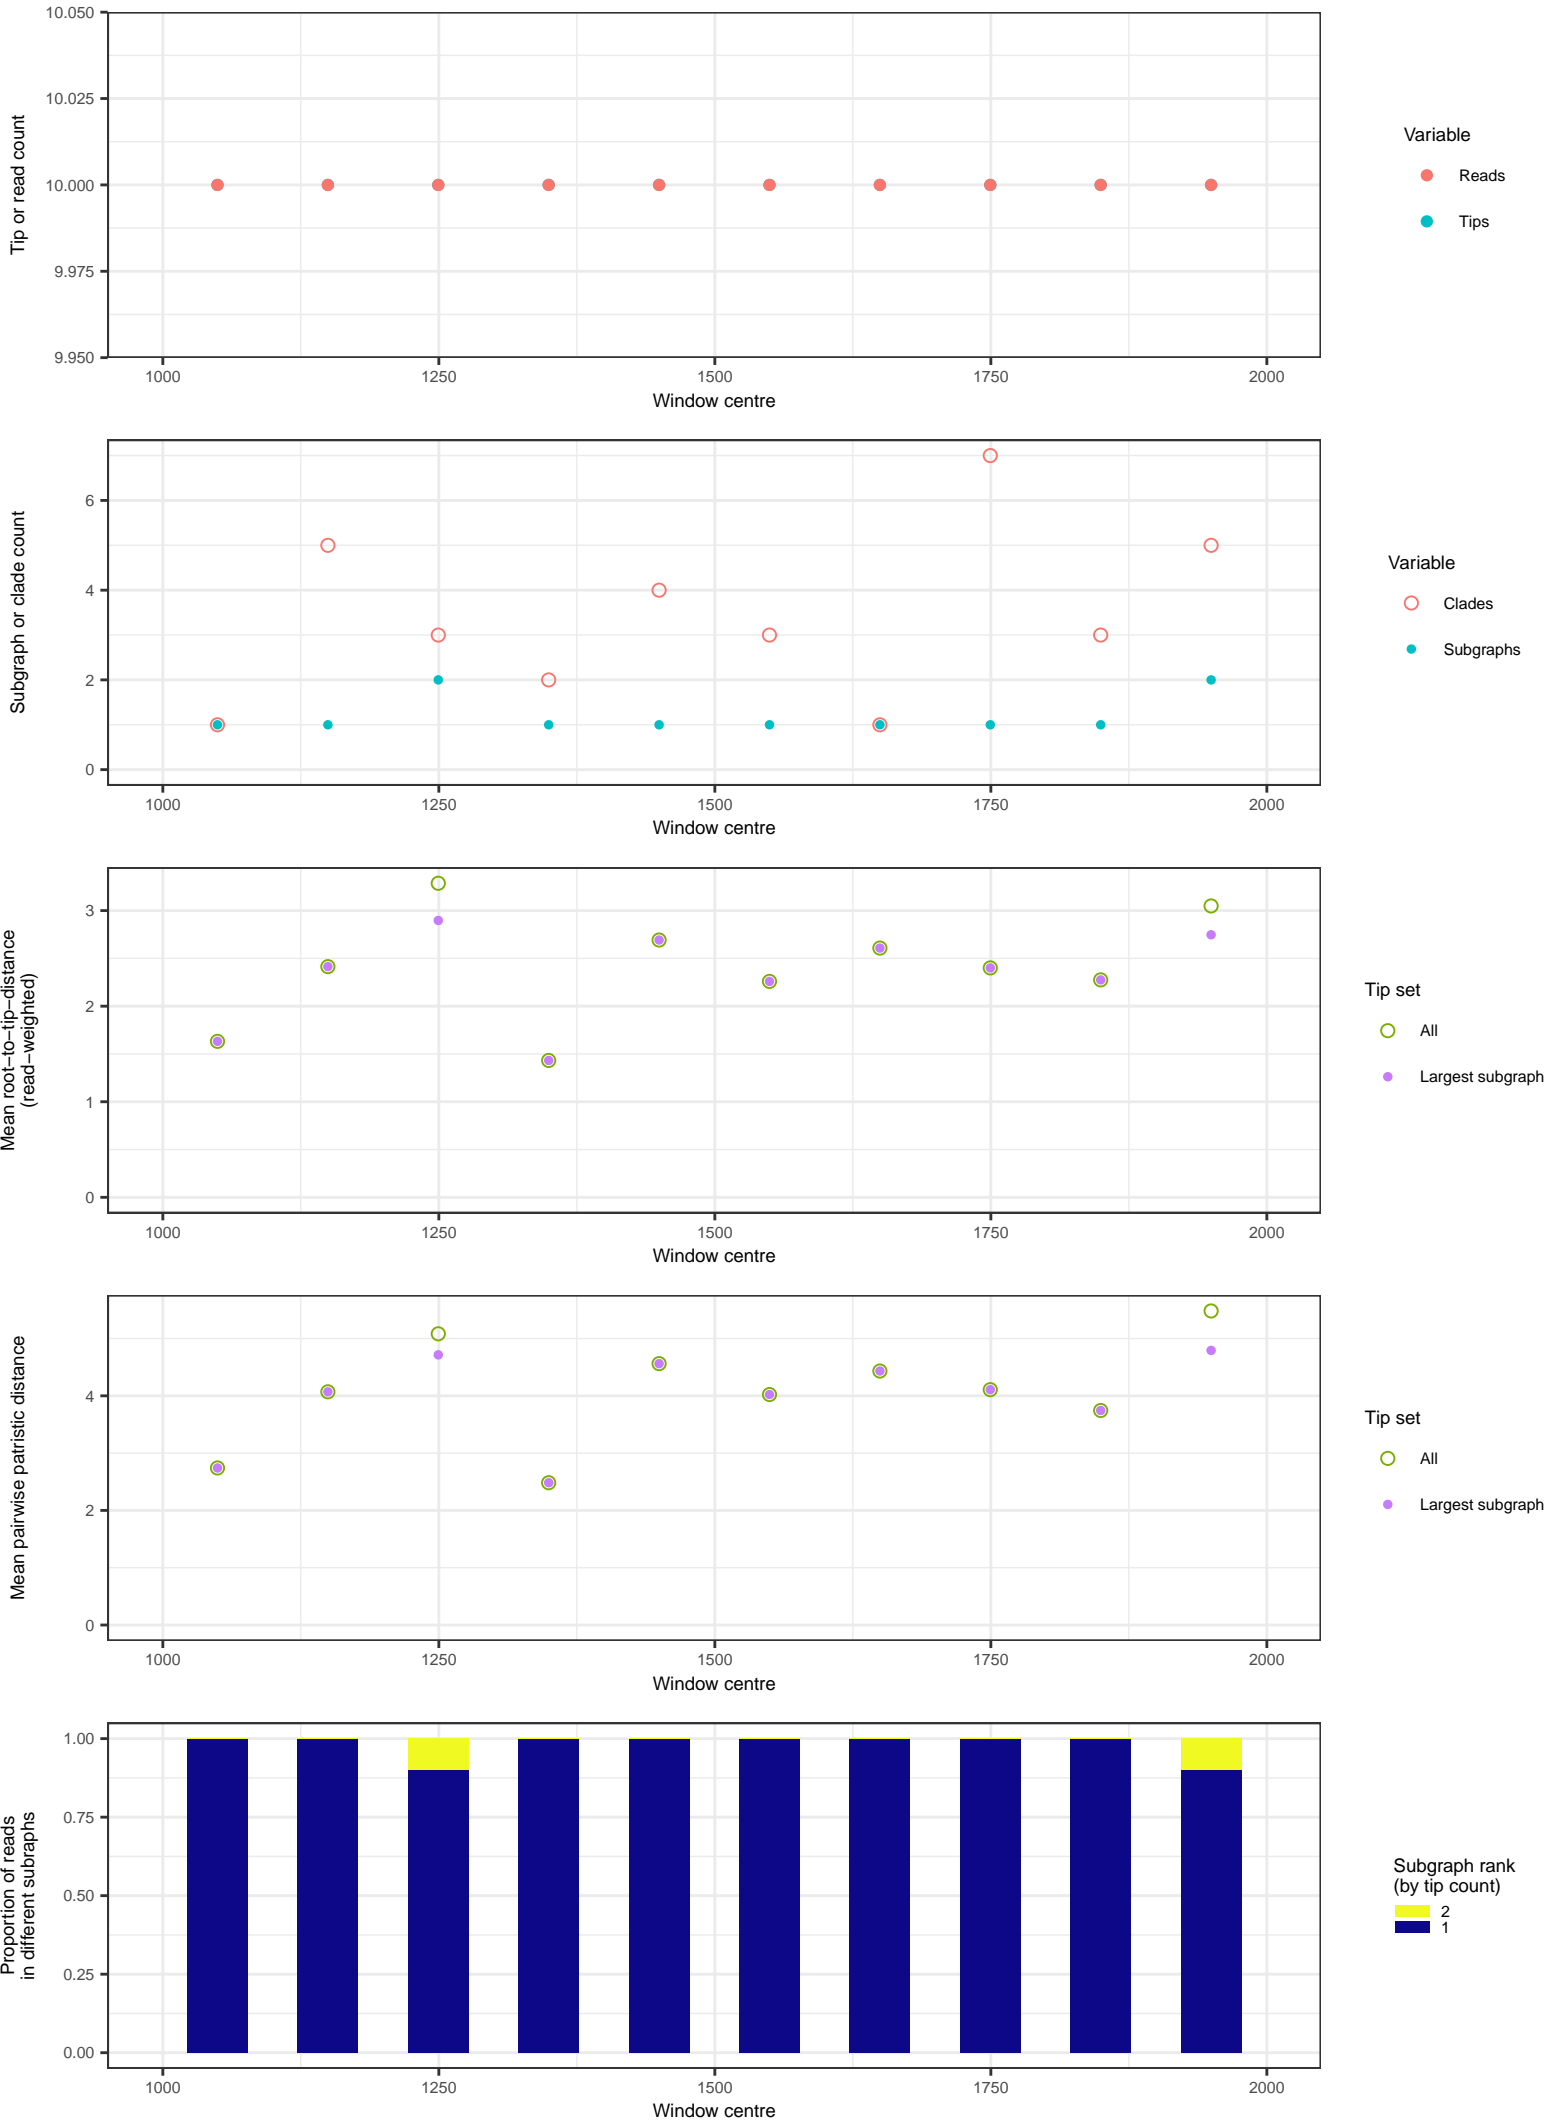 10.050
10.025
10.000
9.975
9.950
Tip or read count
1000 1250 1500 1750 2000
Window centre
Variable
Reads
Tips
6
4
2
0
Subgraph or clade count
1000 1250 1500 1750 2000
Window centre
Variable
Clades
Subgraphs
3
2
1
0
Mean root−to−tip−distance
(read−weighted)
1000 1250 1500 1750 2000
Window centre
Tip set
All
Largest subgraph
4
2
0
Mean pairwise patristic distance
1000 1250 1500 1750 2000
Window centre
Tip set
All
Largest subgraph
1.00
0.75
0.50
0.25
0.00
Proportion of reads
in different subraphs
1000 1250 1500 1750 2000
Window centre
Subgraph rank
(by tip count)
2
1